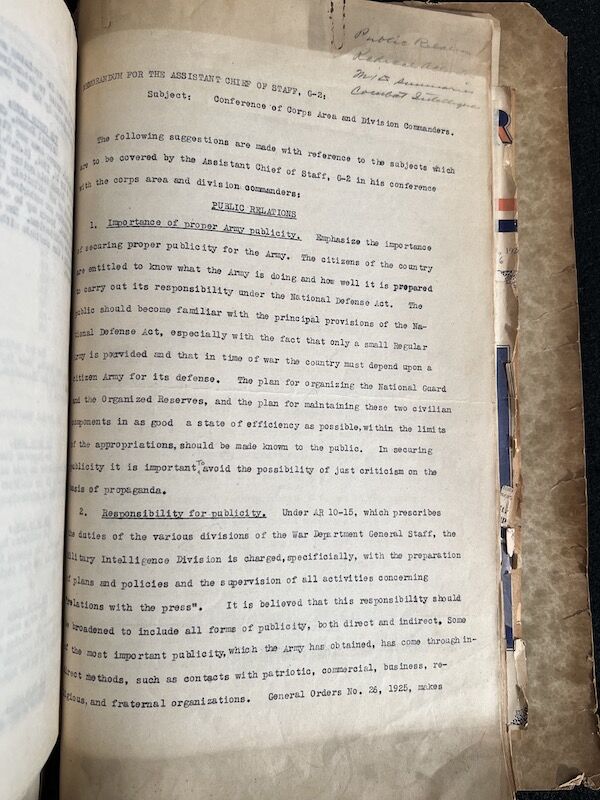 Public Relations
Radical
M/B Summaries
Combat Intelligence
MEMORANDUM FOR THE ASSISTANT CHIEF OF STAFF, G-2:
Subject: Conference of Corps Area and Division Commanders.
The following suggestions are made with reference to the subjects which
are to be covered by the Assistant Chief of Staff, G-2 in his conference
with the corps area and division commanders:
PUBLIC RELATIONS
1. Importance of proper Army publicity. Emphasize the importance
of securing proper publicity for the Army. The citizens of the country
are entitled to know what the Army is doing and how well it is prepared
to carry out its responsibility under the National Defense Act. The
public should become familiar with the principal provisions of the Na-
tional Defense Act, especially with the fact that only a small Regular
Army is peovided and that in time of war the country must depend upon a
citizen Army for its defense. The plan for organizing the National Guard
and the Organized Reserves, and the plan for maintaining these two civilian
components in as good a state of efficiency as possible, within the limits
of the appropriations, should be made known to the public. In securing
publicity it is important To avoid the possibility of just criticism on the
basis of propaganda.
2. Responsibility for publicity. Under AR 10-15, which prescribes
the duties of the various divisions of the War Department General Staff, the
Military Intelligence Division is charged, specificially, with the preparation
of plans and policies and the supervision of all activities concerning
"relations with the press". It is believed that this responsibility should
be broadened to include all forms of publicity, both direct and indirect. Some
of the most important publicity, which the Army has obtained, has come through in-
direct methods, such as contacts with patriotic, commercial, business, re-
ligious, and fraternal organizations. General Orders No. 26, 1925, makes